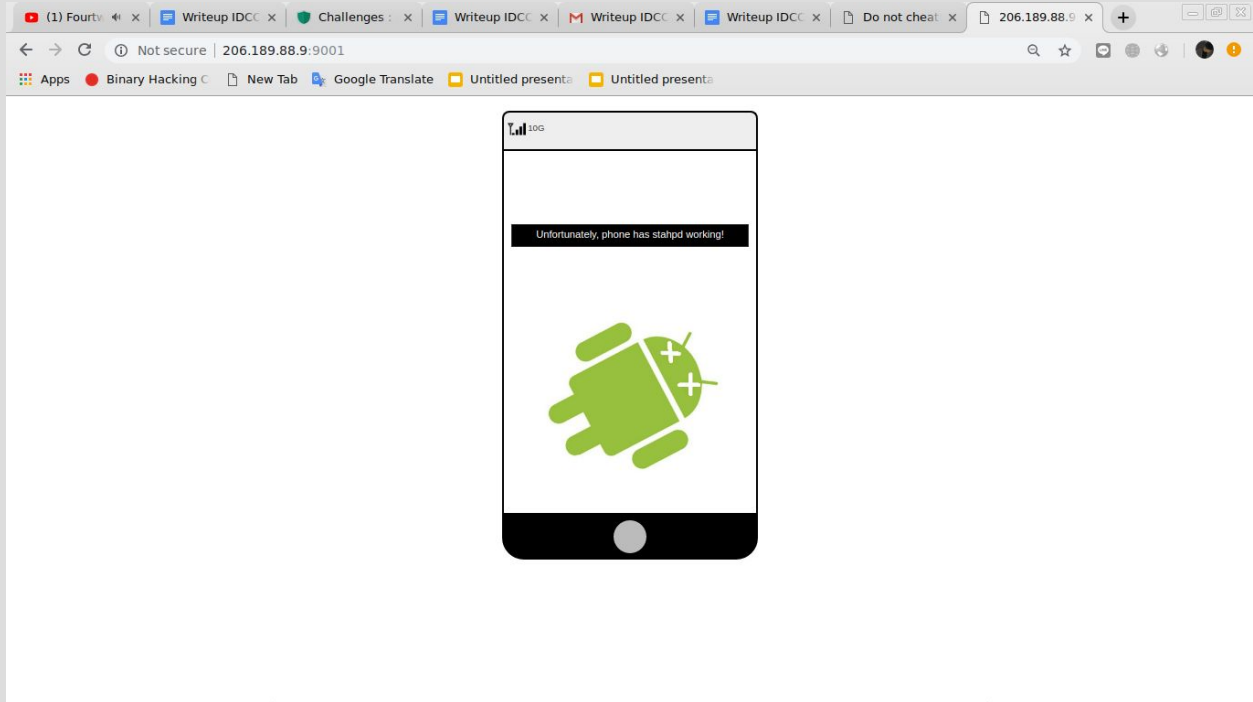 (1) Fourtw
Writeup IDCC
Challenges :
Writeup IDCC
Writeup IDCC
Writeup IDCC
Do not cheat
206.189.88.9
Not secure | 206.189.88.9:9001
Apps
Binary Hacking C
New Tab
Google Translate
Untitled presenta
Untitled presenta
10G
Unfortunately, phone has stahpd working!